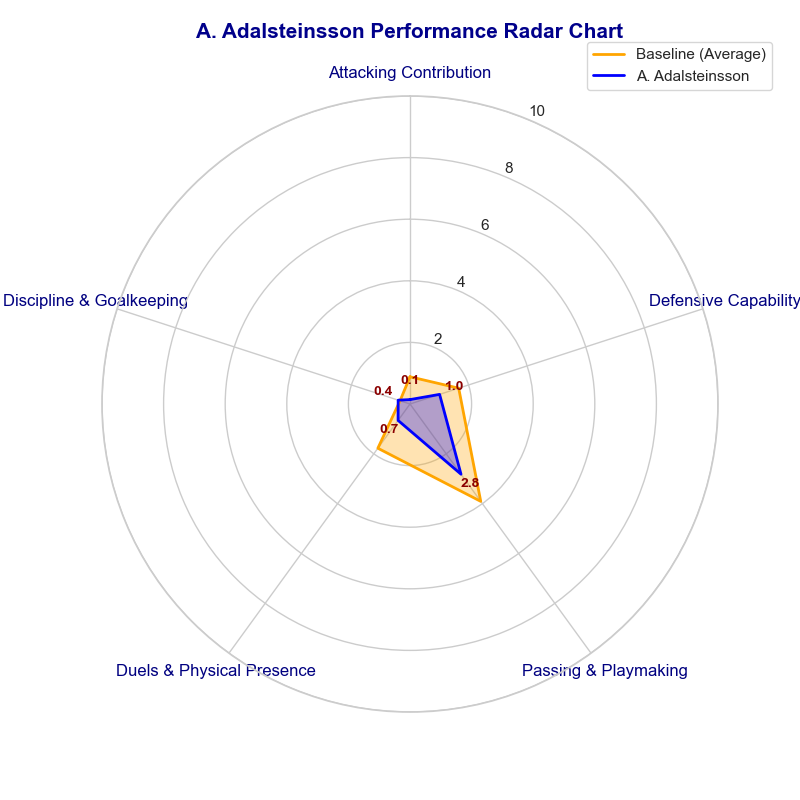 A. Adalsteinsson Performance Radar Chart
Baseline (Average)
A. Adalsteinsson
Attacking Contribution
10
8
6
4
2
Discipline & Goalkeeping
Defensive Capability
0.1
1.0
0.4
0.7
2.8
Duels & Physical Presence
Passing & Playmaking